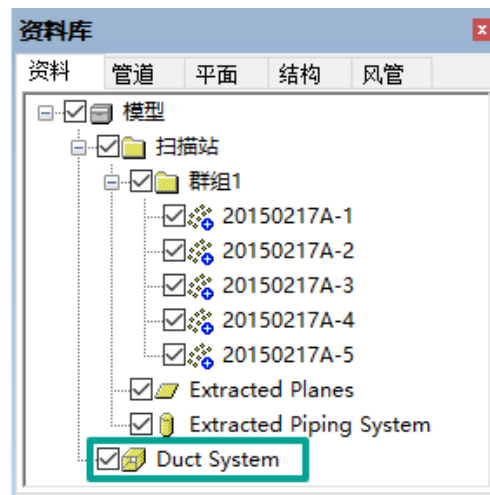 资料库
资料 管道 平面 结构 风管
模型
扫描站
群组1
20150217A-1
20150217A-2
20150217A-3
20150217A-4
20150217A-5
Extracted Planes
Extracted Piping System
Duct System